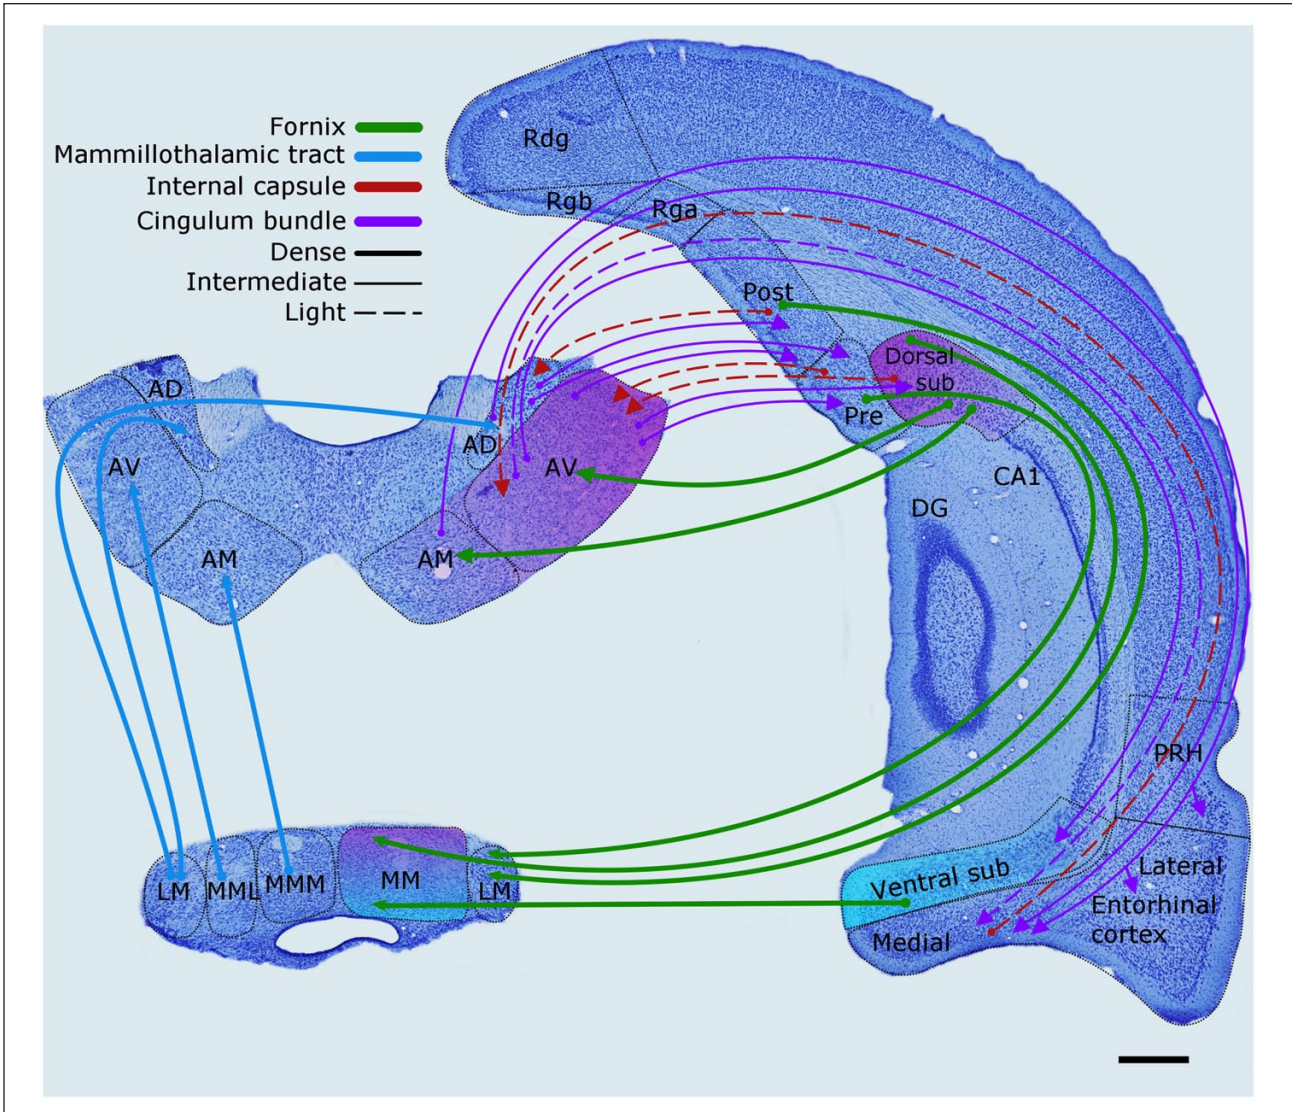 Fornix
Mammillothalamic tract
Internal capsule
Cingulum bundle
Dense
Intermediate
Light
Rdg
Rgb
Rga
Post
Dorsal
sub
Pre
AD
AD
AV
AV
AM
AM
CA1
DG
PRH
LM
MML
MMM
MM
LM
Ventral sub
Medial
Lateral
Entorhinal
cortex